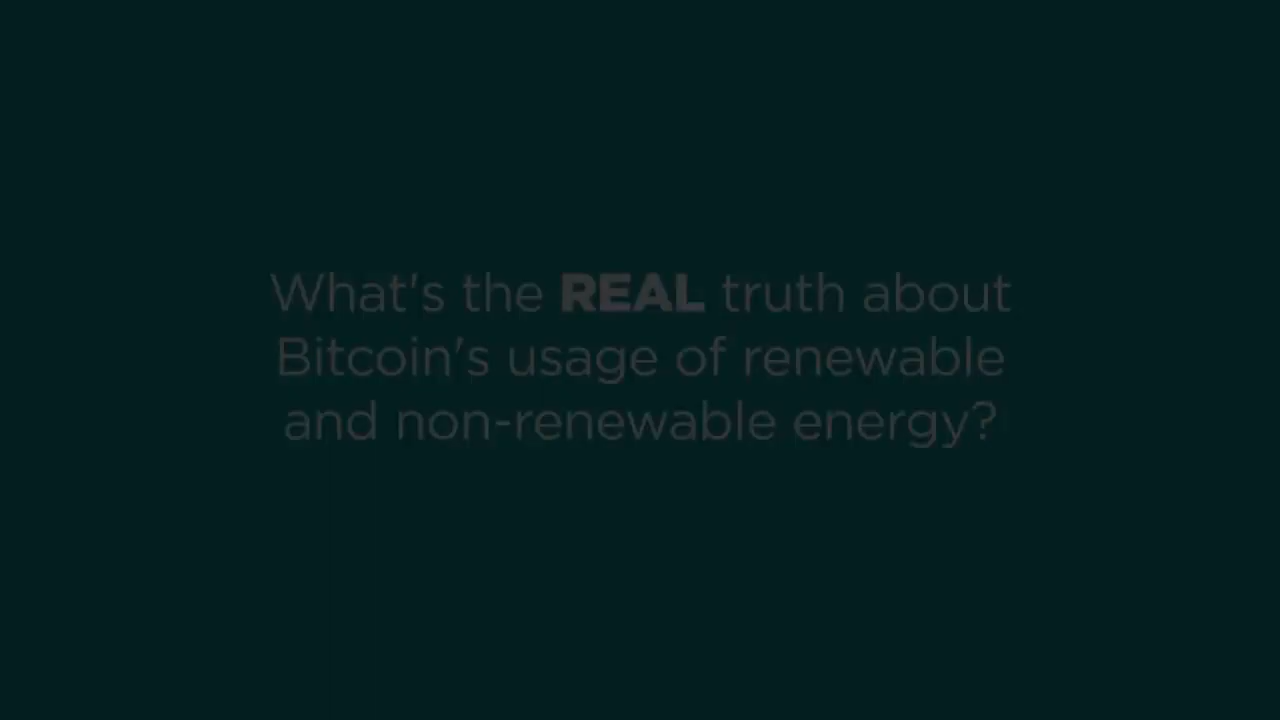 What's the REAL truth about
Bitcoin's usage of renewable
and non-renewable energy?